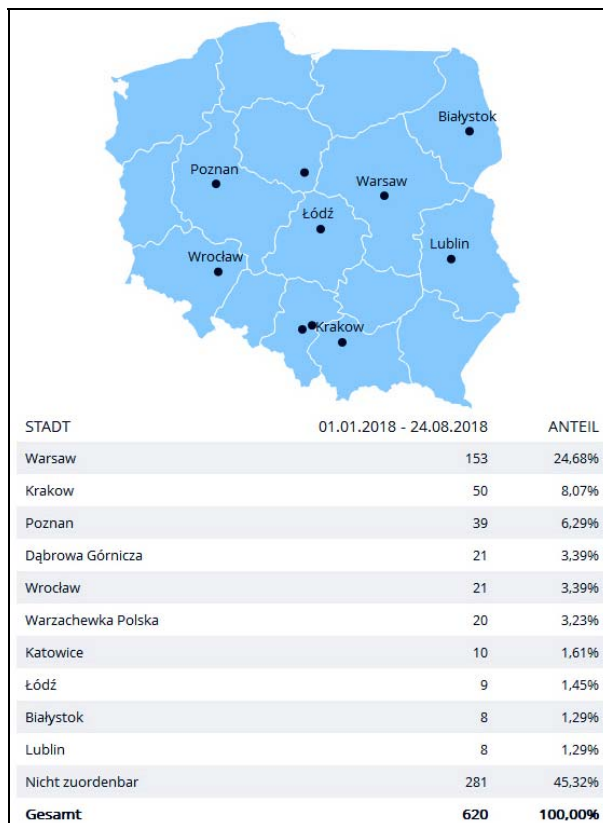 Białystok
Poznan
Warsaw
Łódź
Lublin
Wrocław
Krakow
STADT 01.01.2018 - 24.08.2018 ANTEIL
Warsaw 153 24,68%
Krakow 50 8,07%
Poznan 39 6,29%
Dąbrowa Górnicza 21 3,39%
Wrocław 21 3,39%
Warzachewka Polska 20 3,23%
Katowice 10 1,61%
Łódź 9 1,45%
Białystok 8 1,29%
Lublin 8 1,29%
Nicht zuordenbar 281 45,32%
Gesamt 620 100,00%